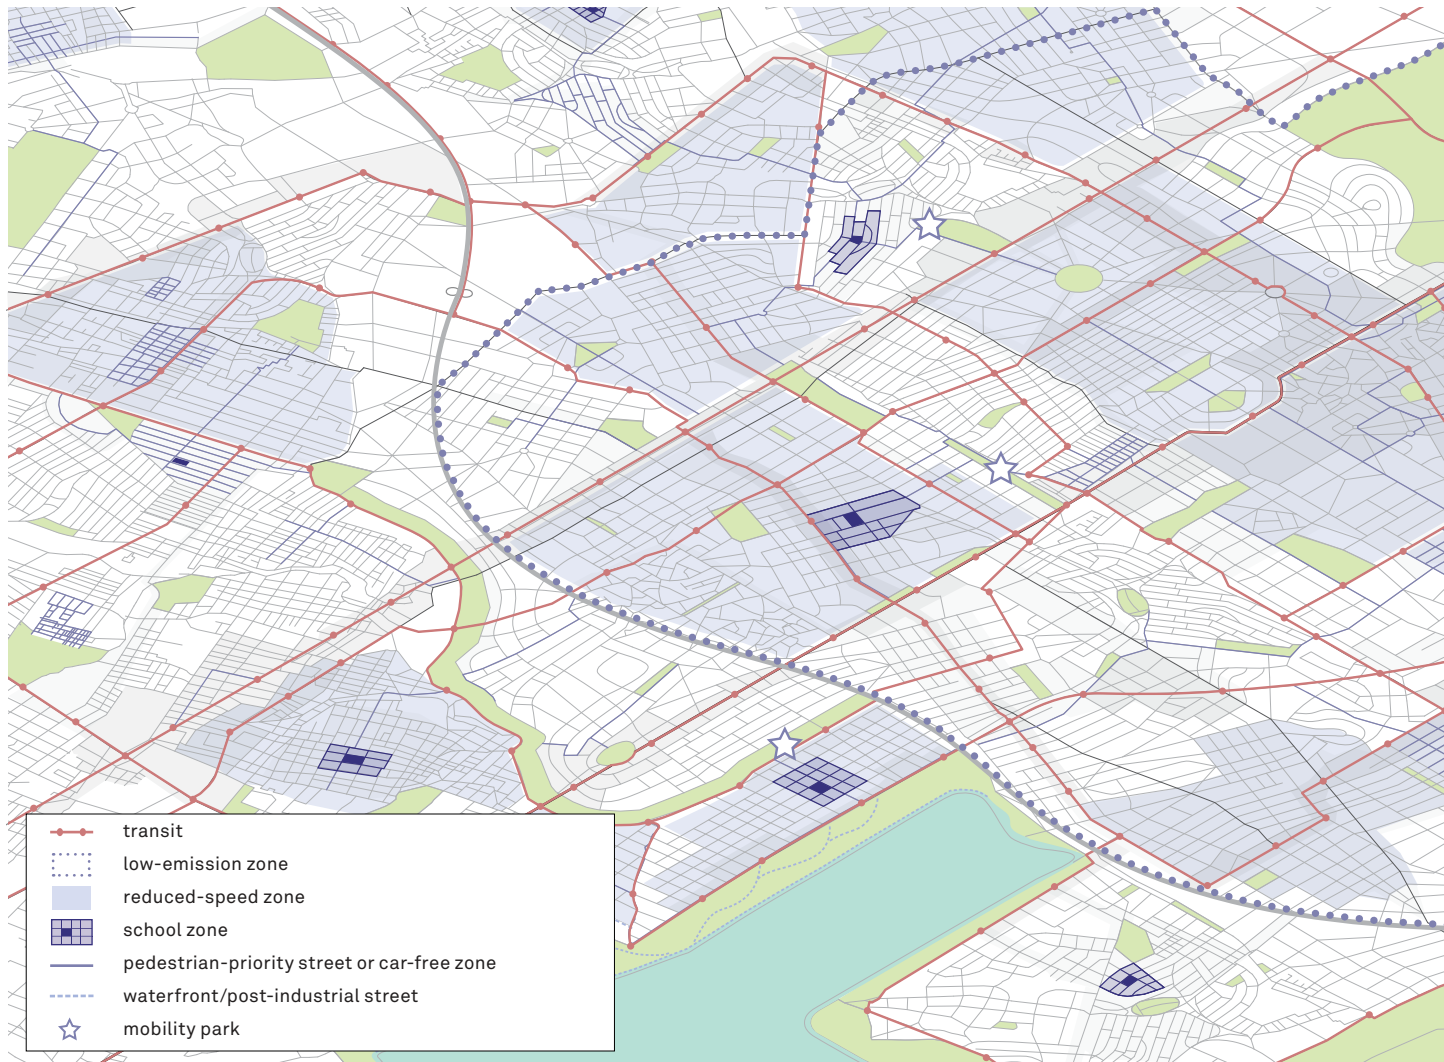 transit
low-emission zone
reduced-speed zone
school zone
pedestrian-priority street or car-free zone
waterfront/post-industrial street
mobility park